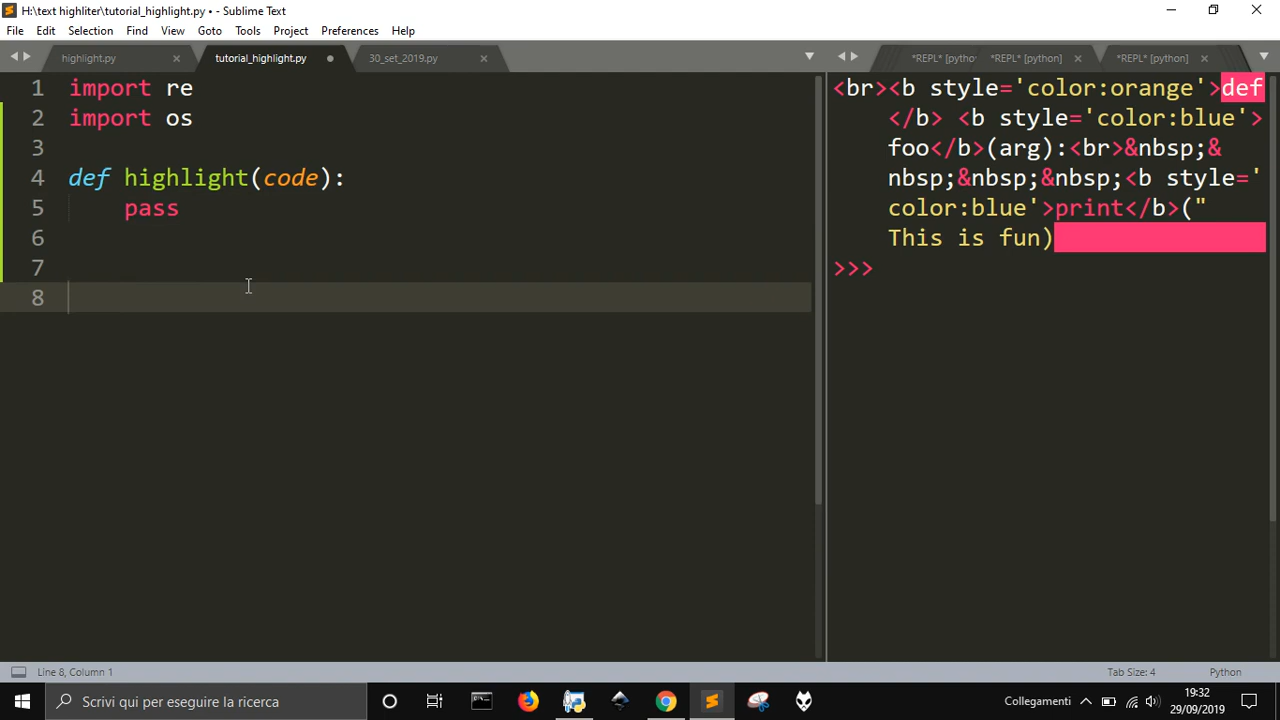 H:\text highliter\tutorial_highlight.py • - Sublime Text
File Edit Selection Find View Goto Tools Project Preferences Help
highlight.py tutorial_highlight.py 30_set_2019.py *REPL* [pytho *REPL* [python] *REPL* [python]
1 import re
2 import os
3
4 def highlight(code):
5 pass
6
7
8
<br><b style='color:orange'>def
</b> <b style='color:blue'>
foo</b>(arg):<br>&nbsp;&
nbsp;&nbsp;&nbsp;<b style='
color:blue'>print</b>("
This is fun)
>>>
Line 8, Column 1 Tab Size: 4 Python
Scrivi qui per eseguire la ricerca Collegamenti 19:32
29/09/2019